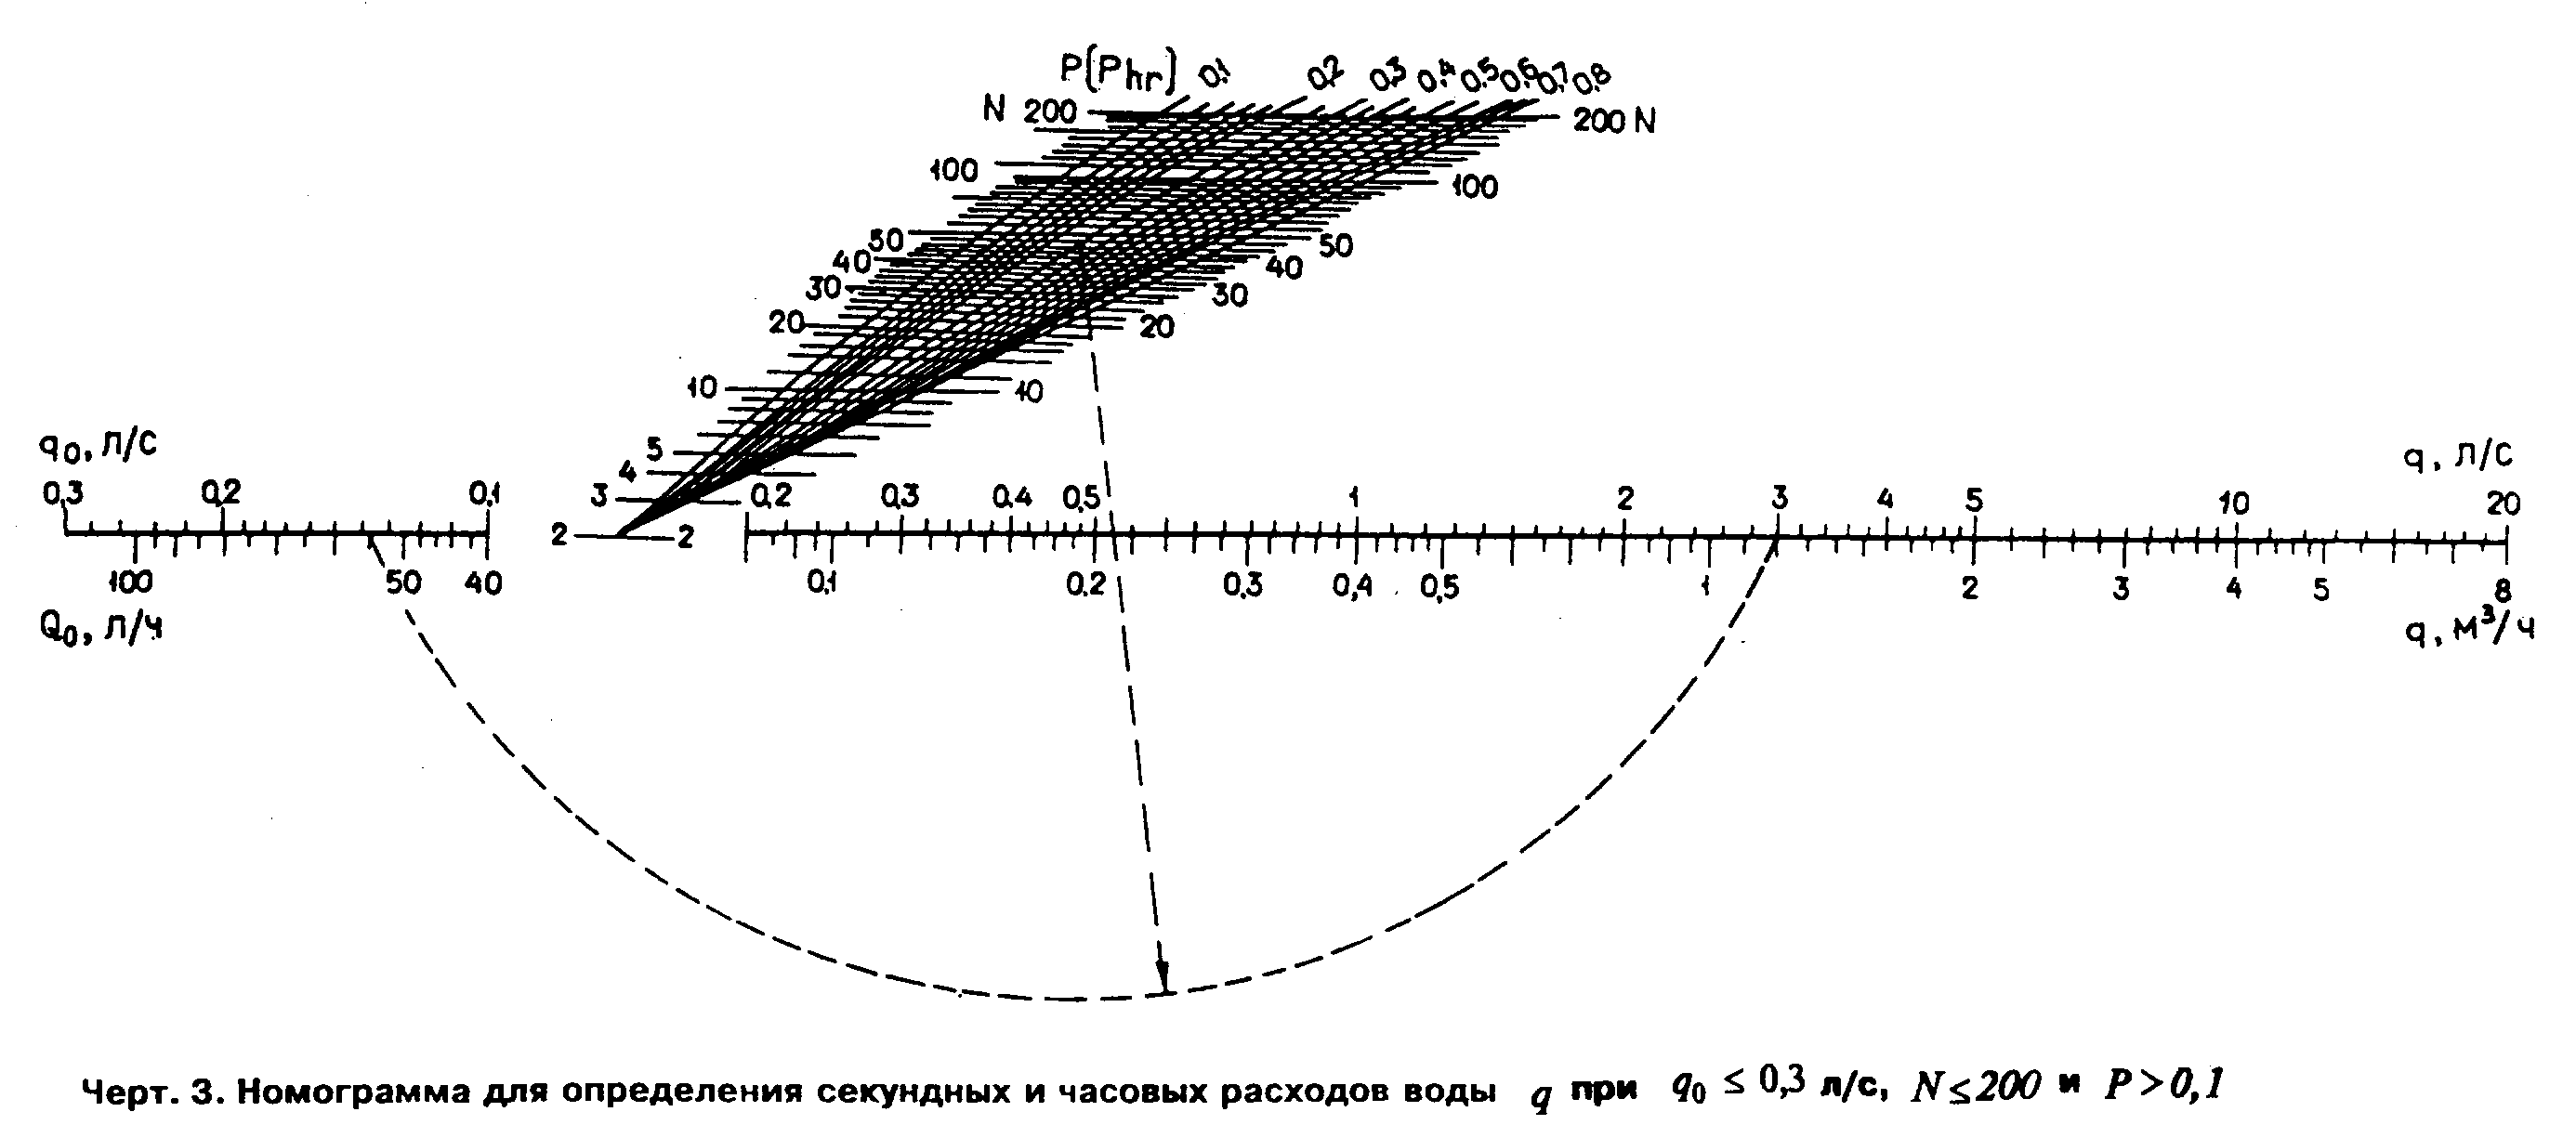 P(Phr) 0.1 0.2 0.3 0.4 0.5 0.6 0.7 0.8
N 200 200 N
100 100
50 50
40 40
30 30
20 20
10 10
q0, Л/С 5 q, Л/С
4
0,3 0,2 0,1 3 0,2 0,3 0,4 0,5 1 2 3 4 5 10 20
2 2
100 50 40 0,1 0,2 0,3 0,4 0,5 1 2 3 4 5 8
Q0, Л/Ч q, М³/Ч
Черт. 3. Номограмма для определения секундных и часовых расходов воды q при q0 ≤ 0,3 л/с, N ≤ 200 и P > 0,1